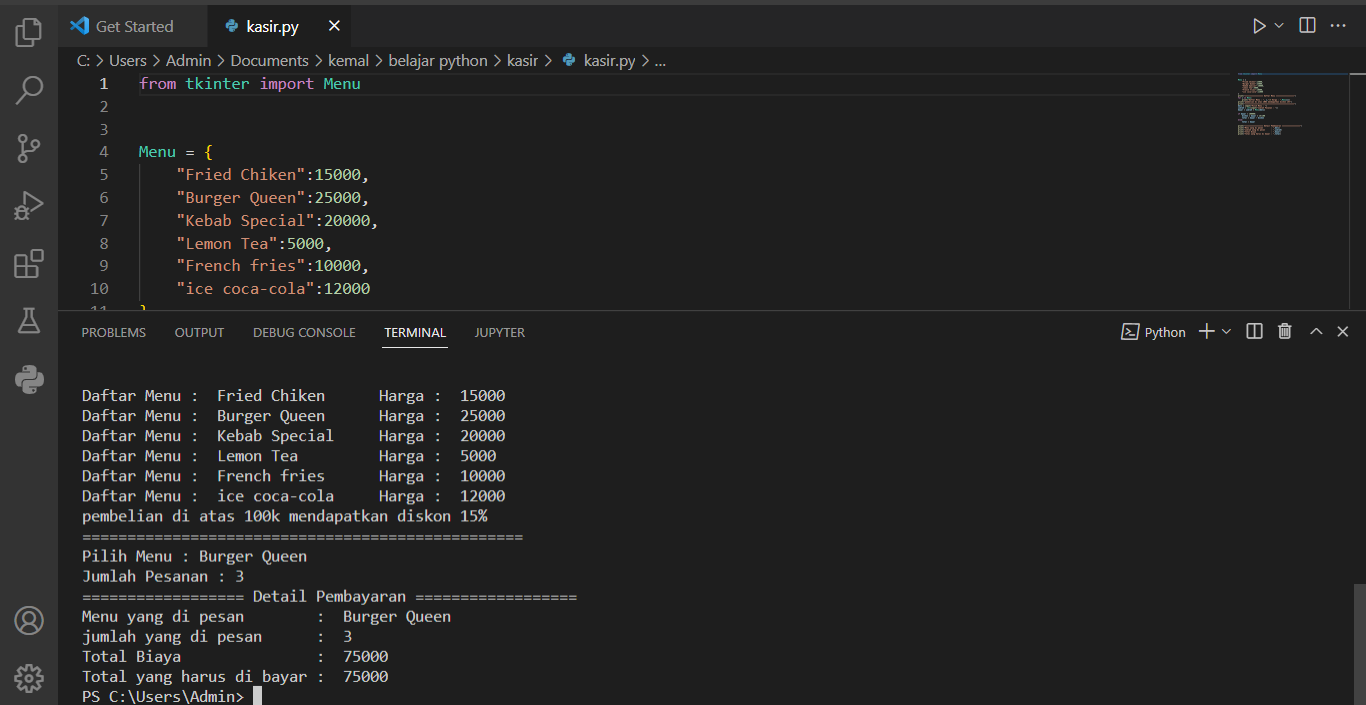 Get Started kasir.py
C: > Users > Admin > Documents > kemal > belajar python > kasir > kasir.py > ...
1 from tkinter import Menu
2
3
4 Menu = {
5 "Fried Chiken":15000,
6 "Burger Queen":25000,
7 "Kebab Special":20000,
8 "Lemon Tea":5000,
9 "French fries":10000,
10 "ice coca-cola":12000
11 }
PROBLEMS OUTPUT DEBUG CONSOLE TERMINAL JUPYTER Python
Daftar Menu : Fried Chiken Harga : 15000
Daftar Menu : Burger Queen Harga : 25000
Daftar Menu : Kebab Special Harga : 20000
Daftar Menu : Lemon Tea Harga : 5000
Daftar Menu : French fries Harga : 10000
Daftar Menu : ice coca-cola Harga : 12000
pembelian di atas 100k mendapatkan diskon 15%
=================================================
Pilih Menu : Burger Queen
Jumlah Pesanan : 3
================== Detail Pembayaran ==================
Menu yang di pesan : Burger Queen
jumlah yang di pesan : 3
Total Biaya : 75000
Total yang harus di bayar : 75000
PS C:\Users\Admin>